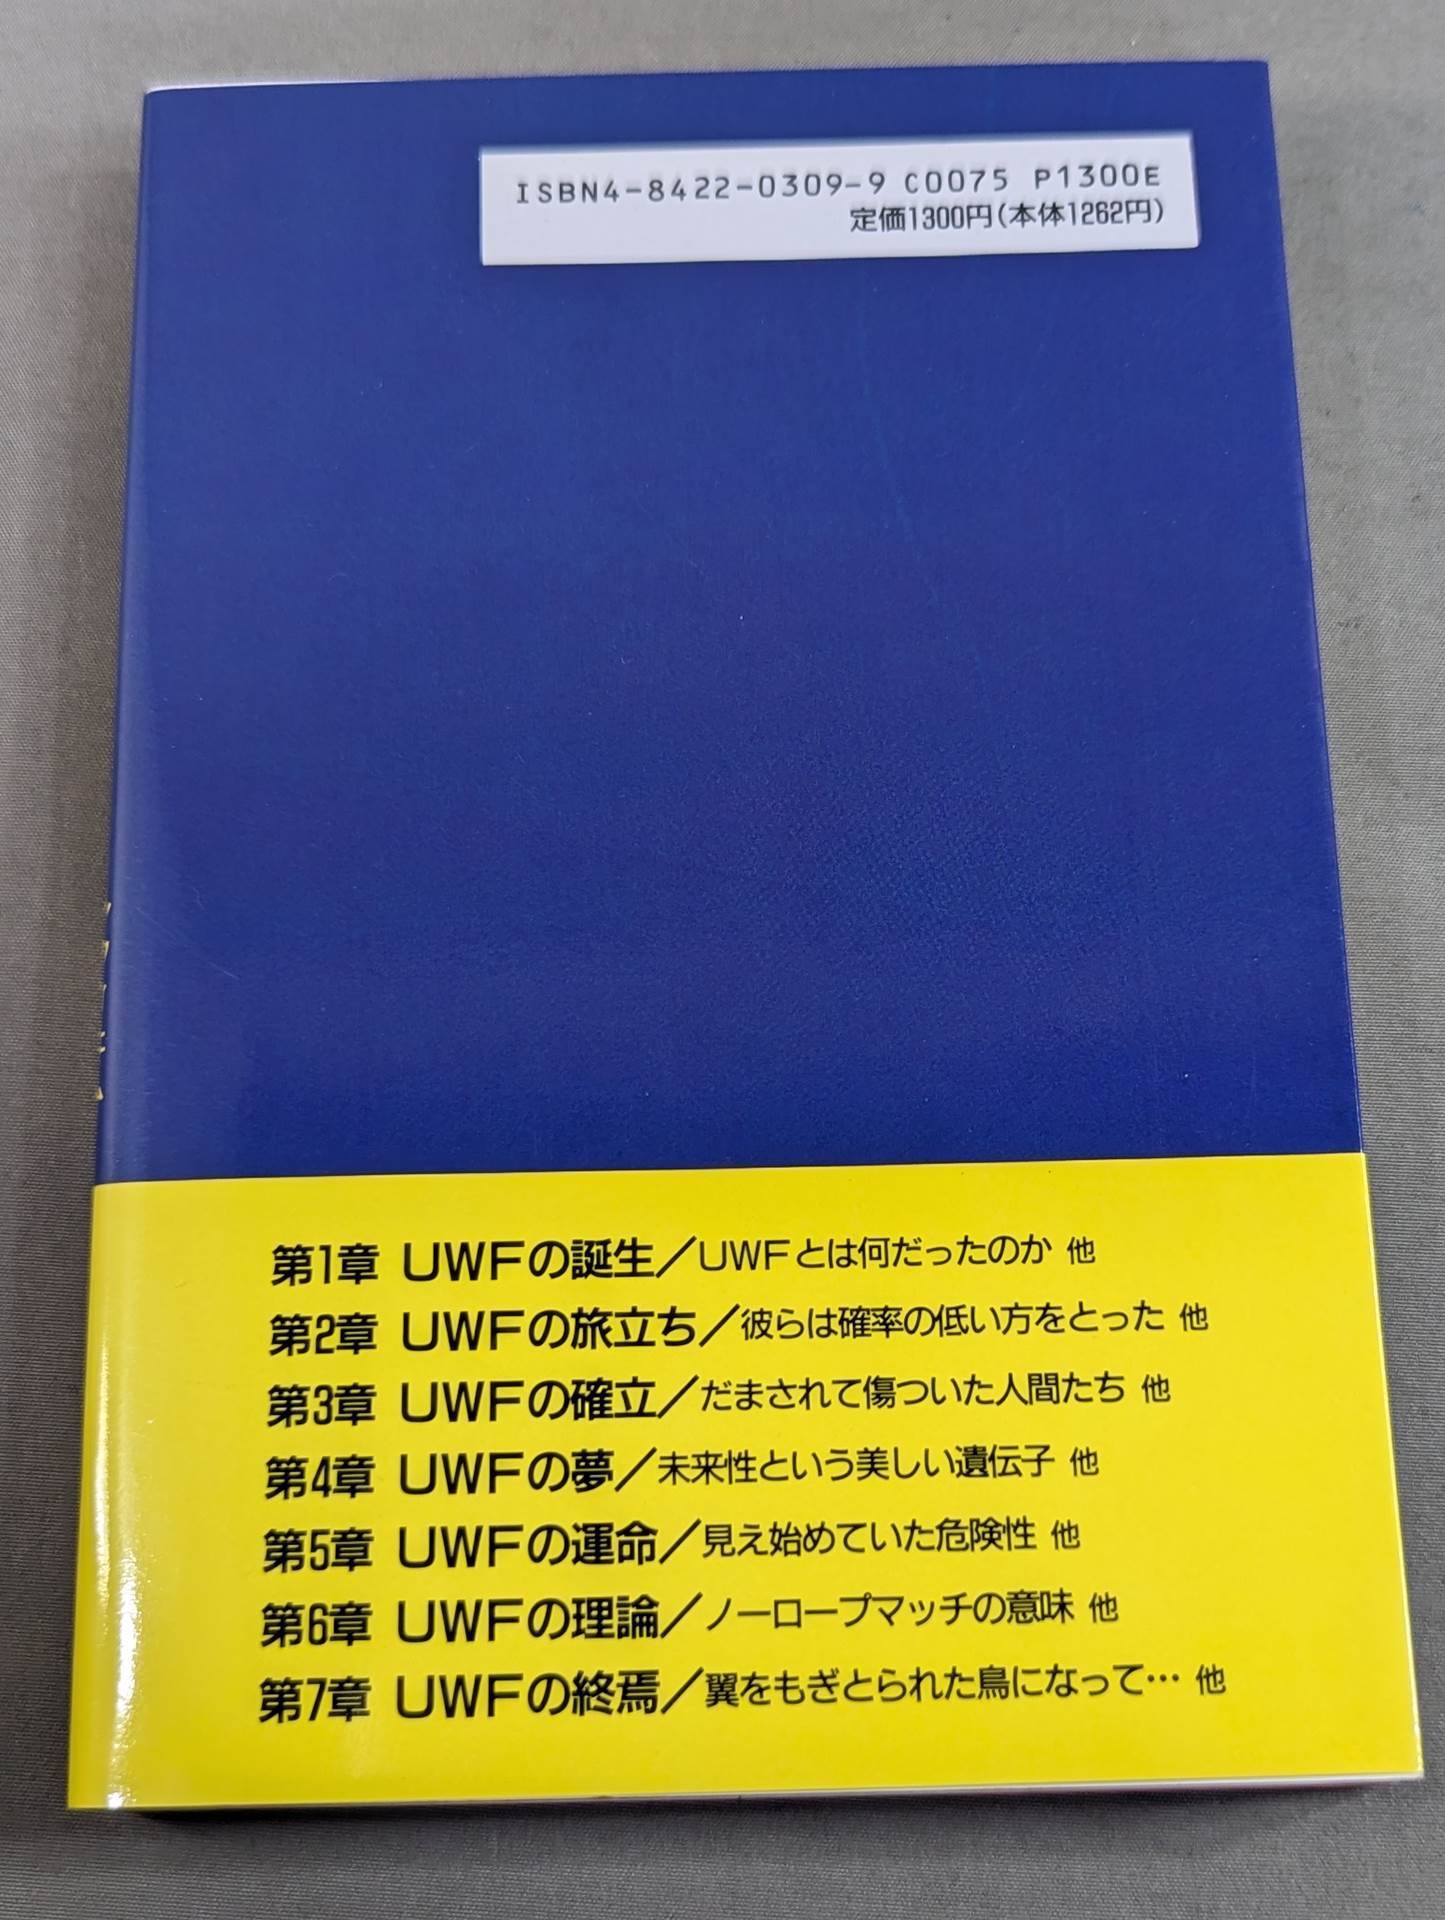 ISBN4-8422-0309-9 C0075 P1300E
定価1300円(本体1262円)
第1章 UWFの誕生／UWFとは何だったのか 他
第2章 UWFの旅立ち／彼らは確率の低い方をとった 他
第3章 UWFの確立／だまされて傷ついた人間たち 他
第4章 UWFの夢／未来性という美しい遺伝子 他
第5章 UWFの運命／見え始めていた危険性 他
第6章 UWFの理論／ノーロープマッチの意味 他
第7章 UWFの終焉／翼をもぎとられた鳥になって… 他